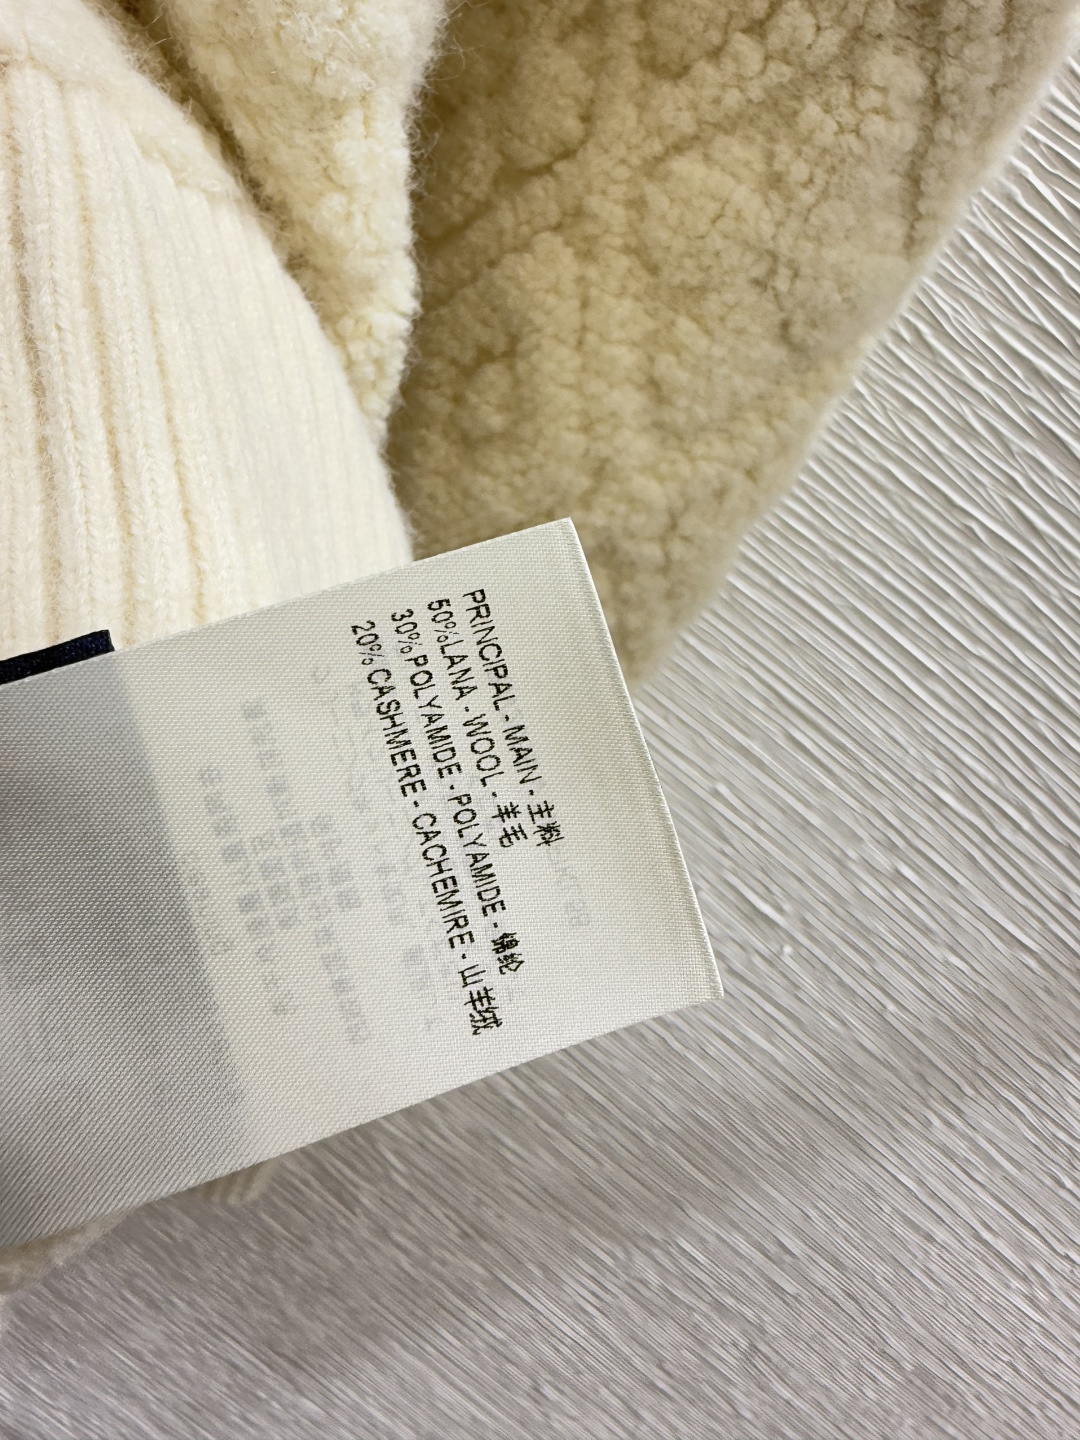 PRINCIPAL - MAIN - 主料
50%LANA - WOOL - 羊毛
30%POLYAMIDE - POLYAMIDE - 锦纶
20%CASHMERE - CACHEMIRE - 山羊绒